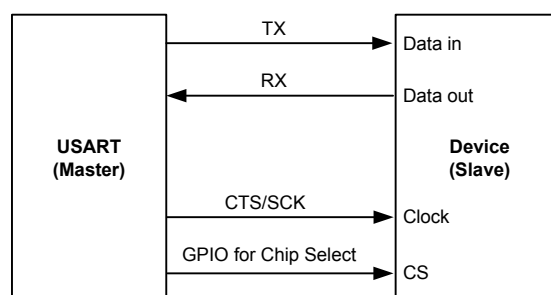 TX
Data in
RX
Data out
USART
(Master)
Device
(Slave)
CTS/SCK
Clock
GPIO for Chip Select
CS